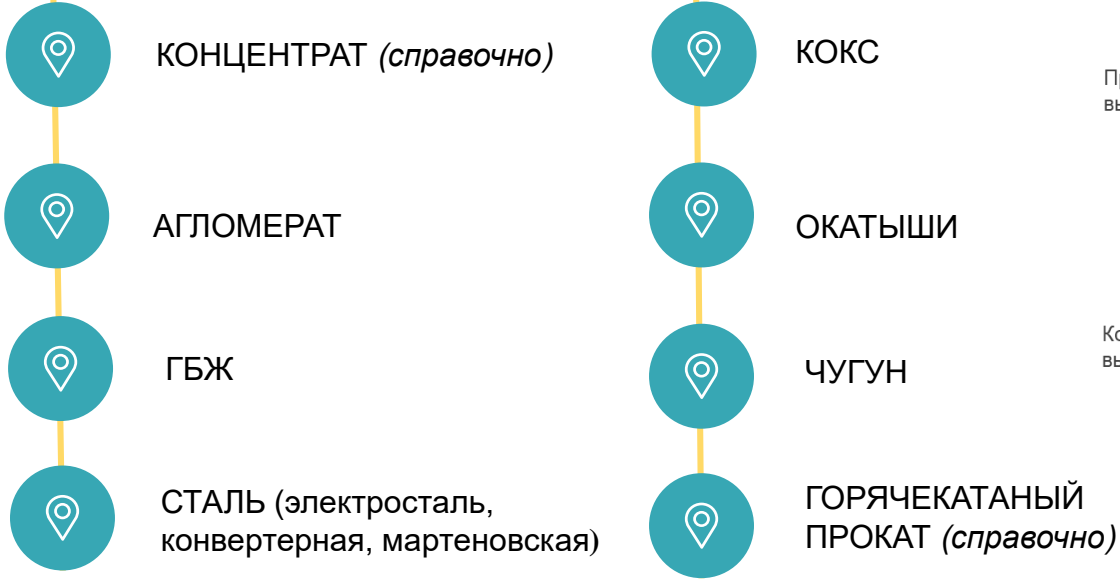 КОНЦЕНТРАТ (справочно)
АГЛОМЕРАТ
ГБЖ
СТАЛЬ (электросталь,
конвертерная, мартеновская)
КОКС
ОКАТЫШИ
ЧУГУН
ГОРЯЧЕКАТАНЫЙ
ПРОКАТ (справочно)